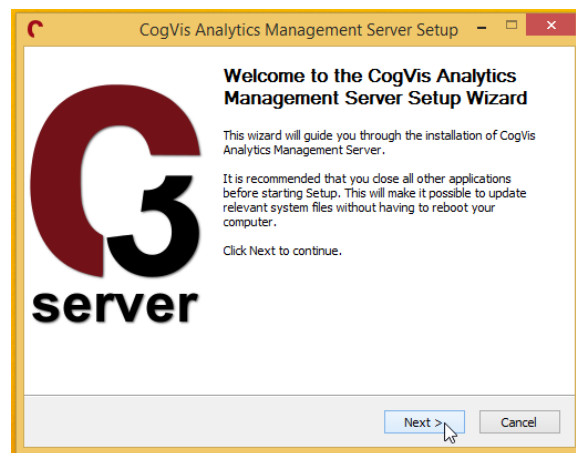 CogVis Analytics Management Server Setup
Welcome to the CogVis Analytics
Management Server Setup Wizard
This wizard will guide you through the installation of CogVis
Analytics Management Server.
It is recommended that you close all other applications
before starting Setup. This will make it possible to update
relevant system files without having to reboot your
computer.
Click Next to continue.
C3
server
Next >
Cancel